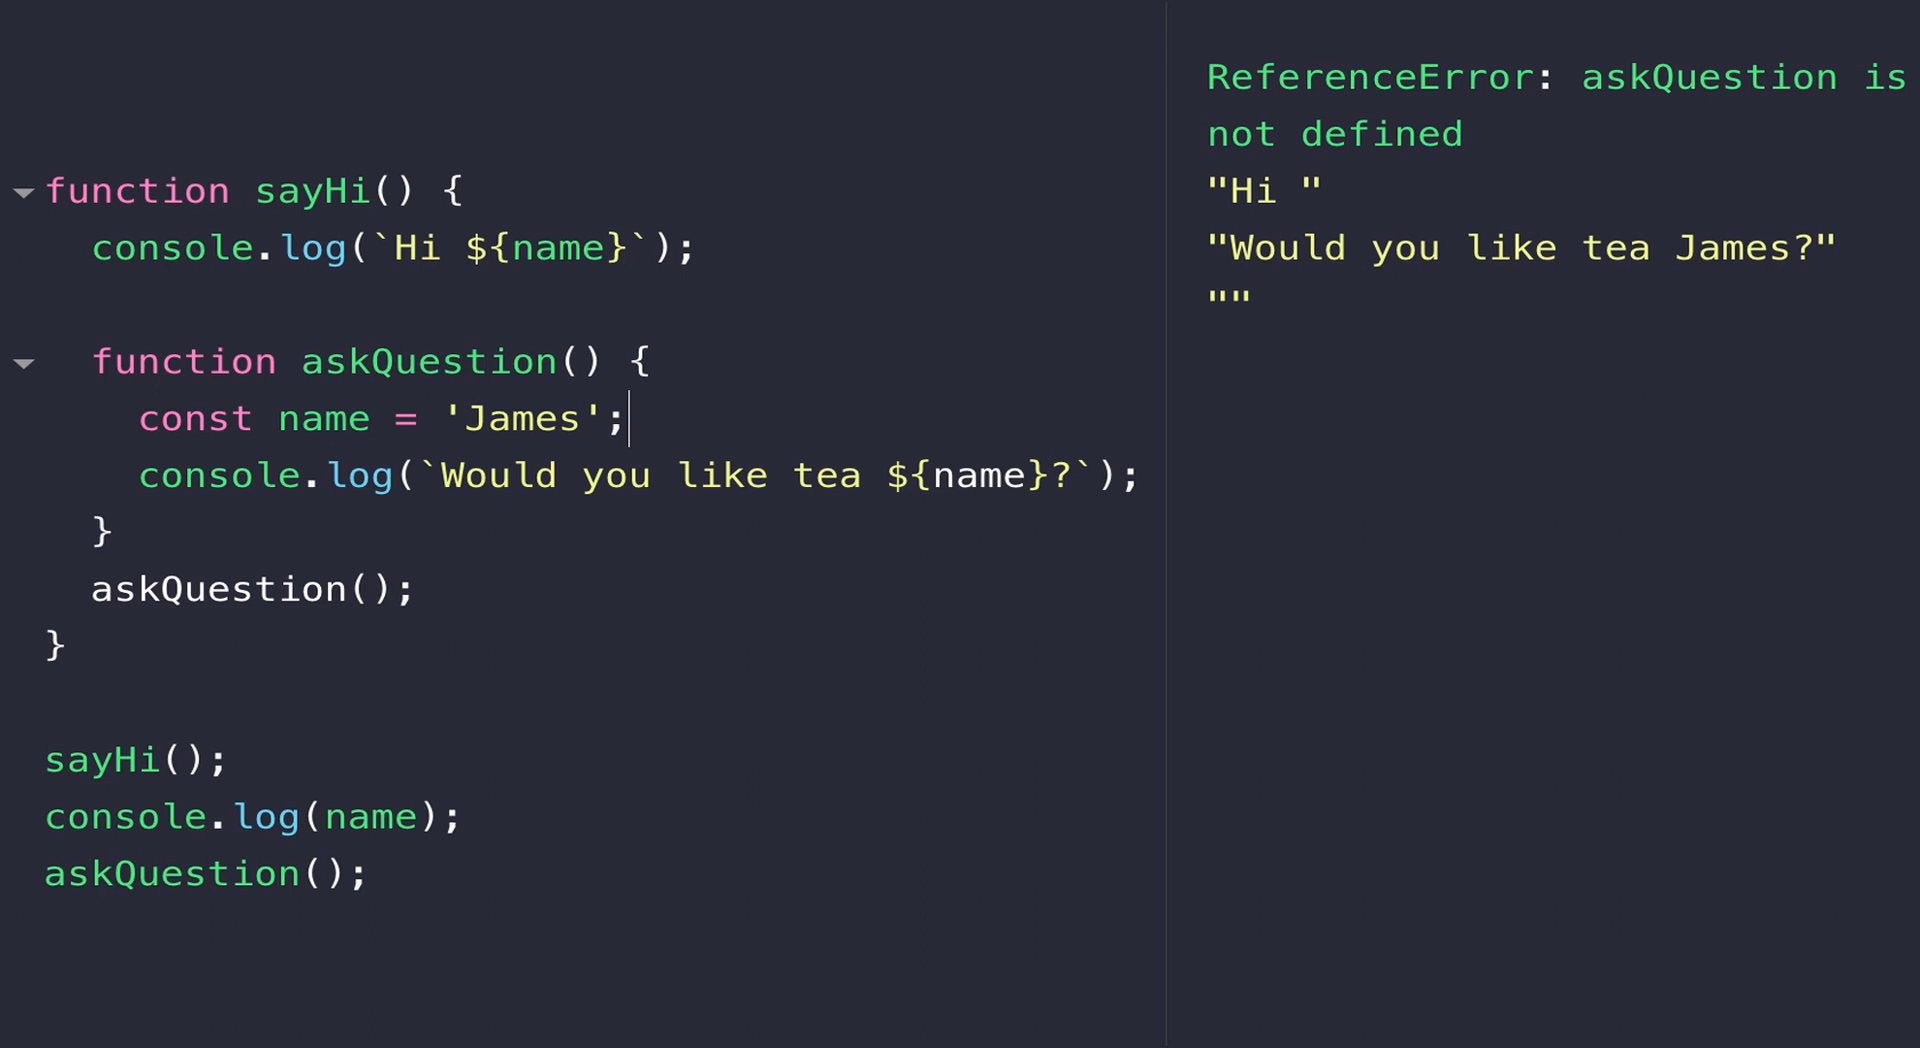 function sayHi() {
  console.log(`Hi ${name}`);
  function askQuestion() {
    const name = 'James';
    console.log(`Would you like tea ${name}?`);
  }
  askQuestion();
}
sayHi();
console.log(name);
askQuestion();
ReferenceError: askQuestion is
not defined
"Hi "
"Would you like tea James?"
""